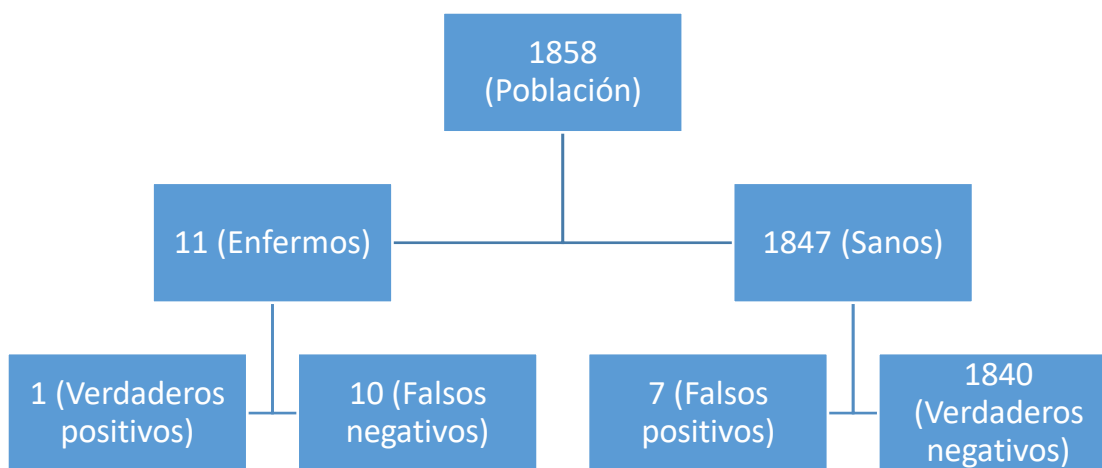 1858
(Población)
11 (Enfermos)
1847 (Sanos)
1 (Verdaderos
positivos)
10 (Falsos
negativos)
7 (Falsos
positivos)
1840
(Verdaderos
negativos)